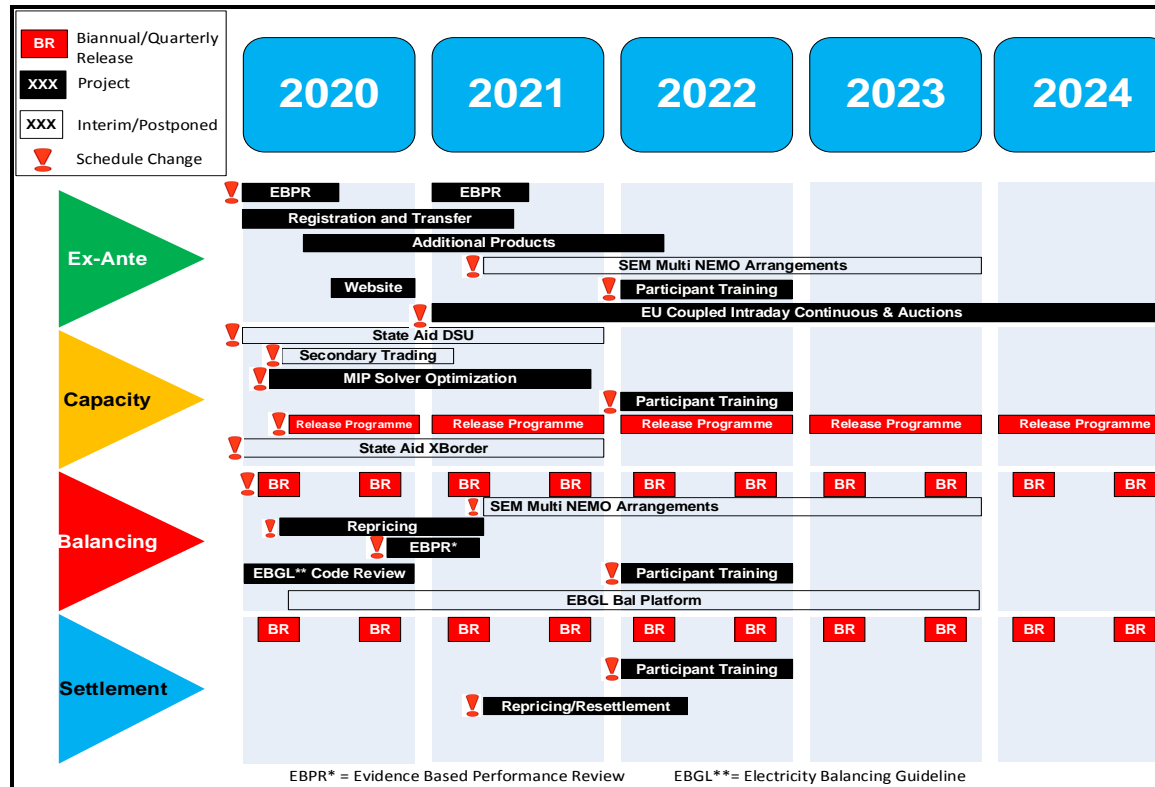 BR Biannual/Quarterly
Release
XXX Project
XXX Interim/Postponed
Schedule Change
2020 2021 2022 2023 2024
Ex-Ante
EBPR EBPR
Registration and Transfer
Additional Products
SEM Multi NEMO Arrangements
Website Participant Training
EU Coupled Intraday Continuous & Auctions
Capacity
State Aid DSU
Secondary Trading
MIP Solver Optimization
Participant Training
Release Programme Release Programme Release Programme Release Programme Release Programme
State Aid XBorder
Balancing
BR BR BR BR BR BR BR BR BR BR
SEM Multi NEMO Arrangements
Repricing
EBPR*
EBGL** Code Review Participant Training
EBGL Bal Platform
Settlement
BR BR BR BR BR BR BR BR BR BR
Participant Training
Repricing/Resettlement
EBPR* = Evidence Based Performance Review EBGL**= Electricity Balancing Guideline